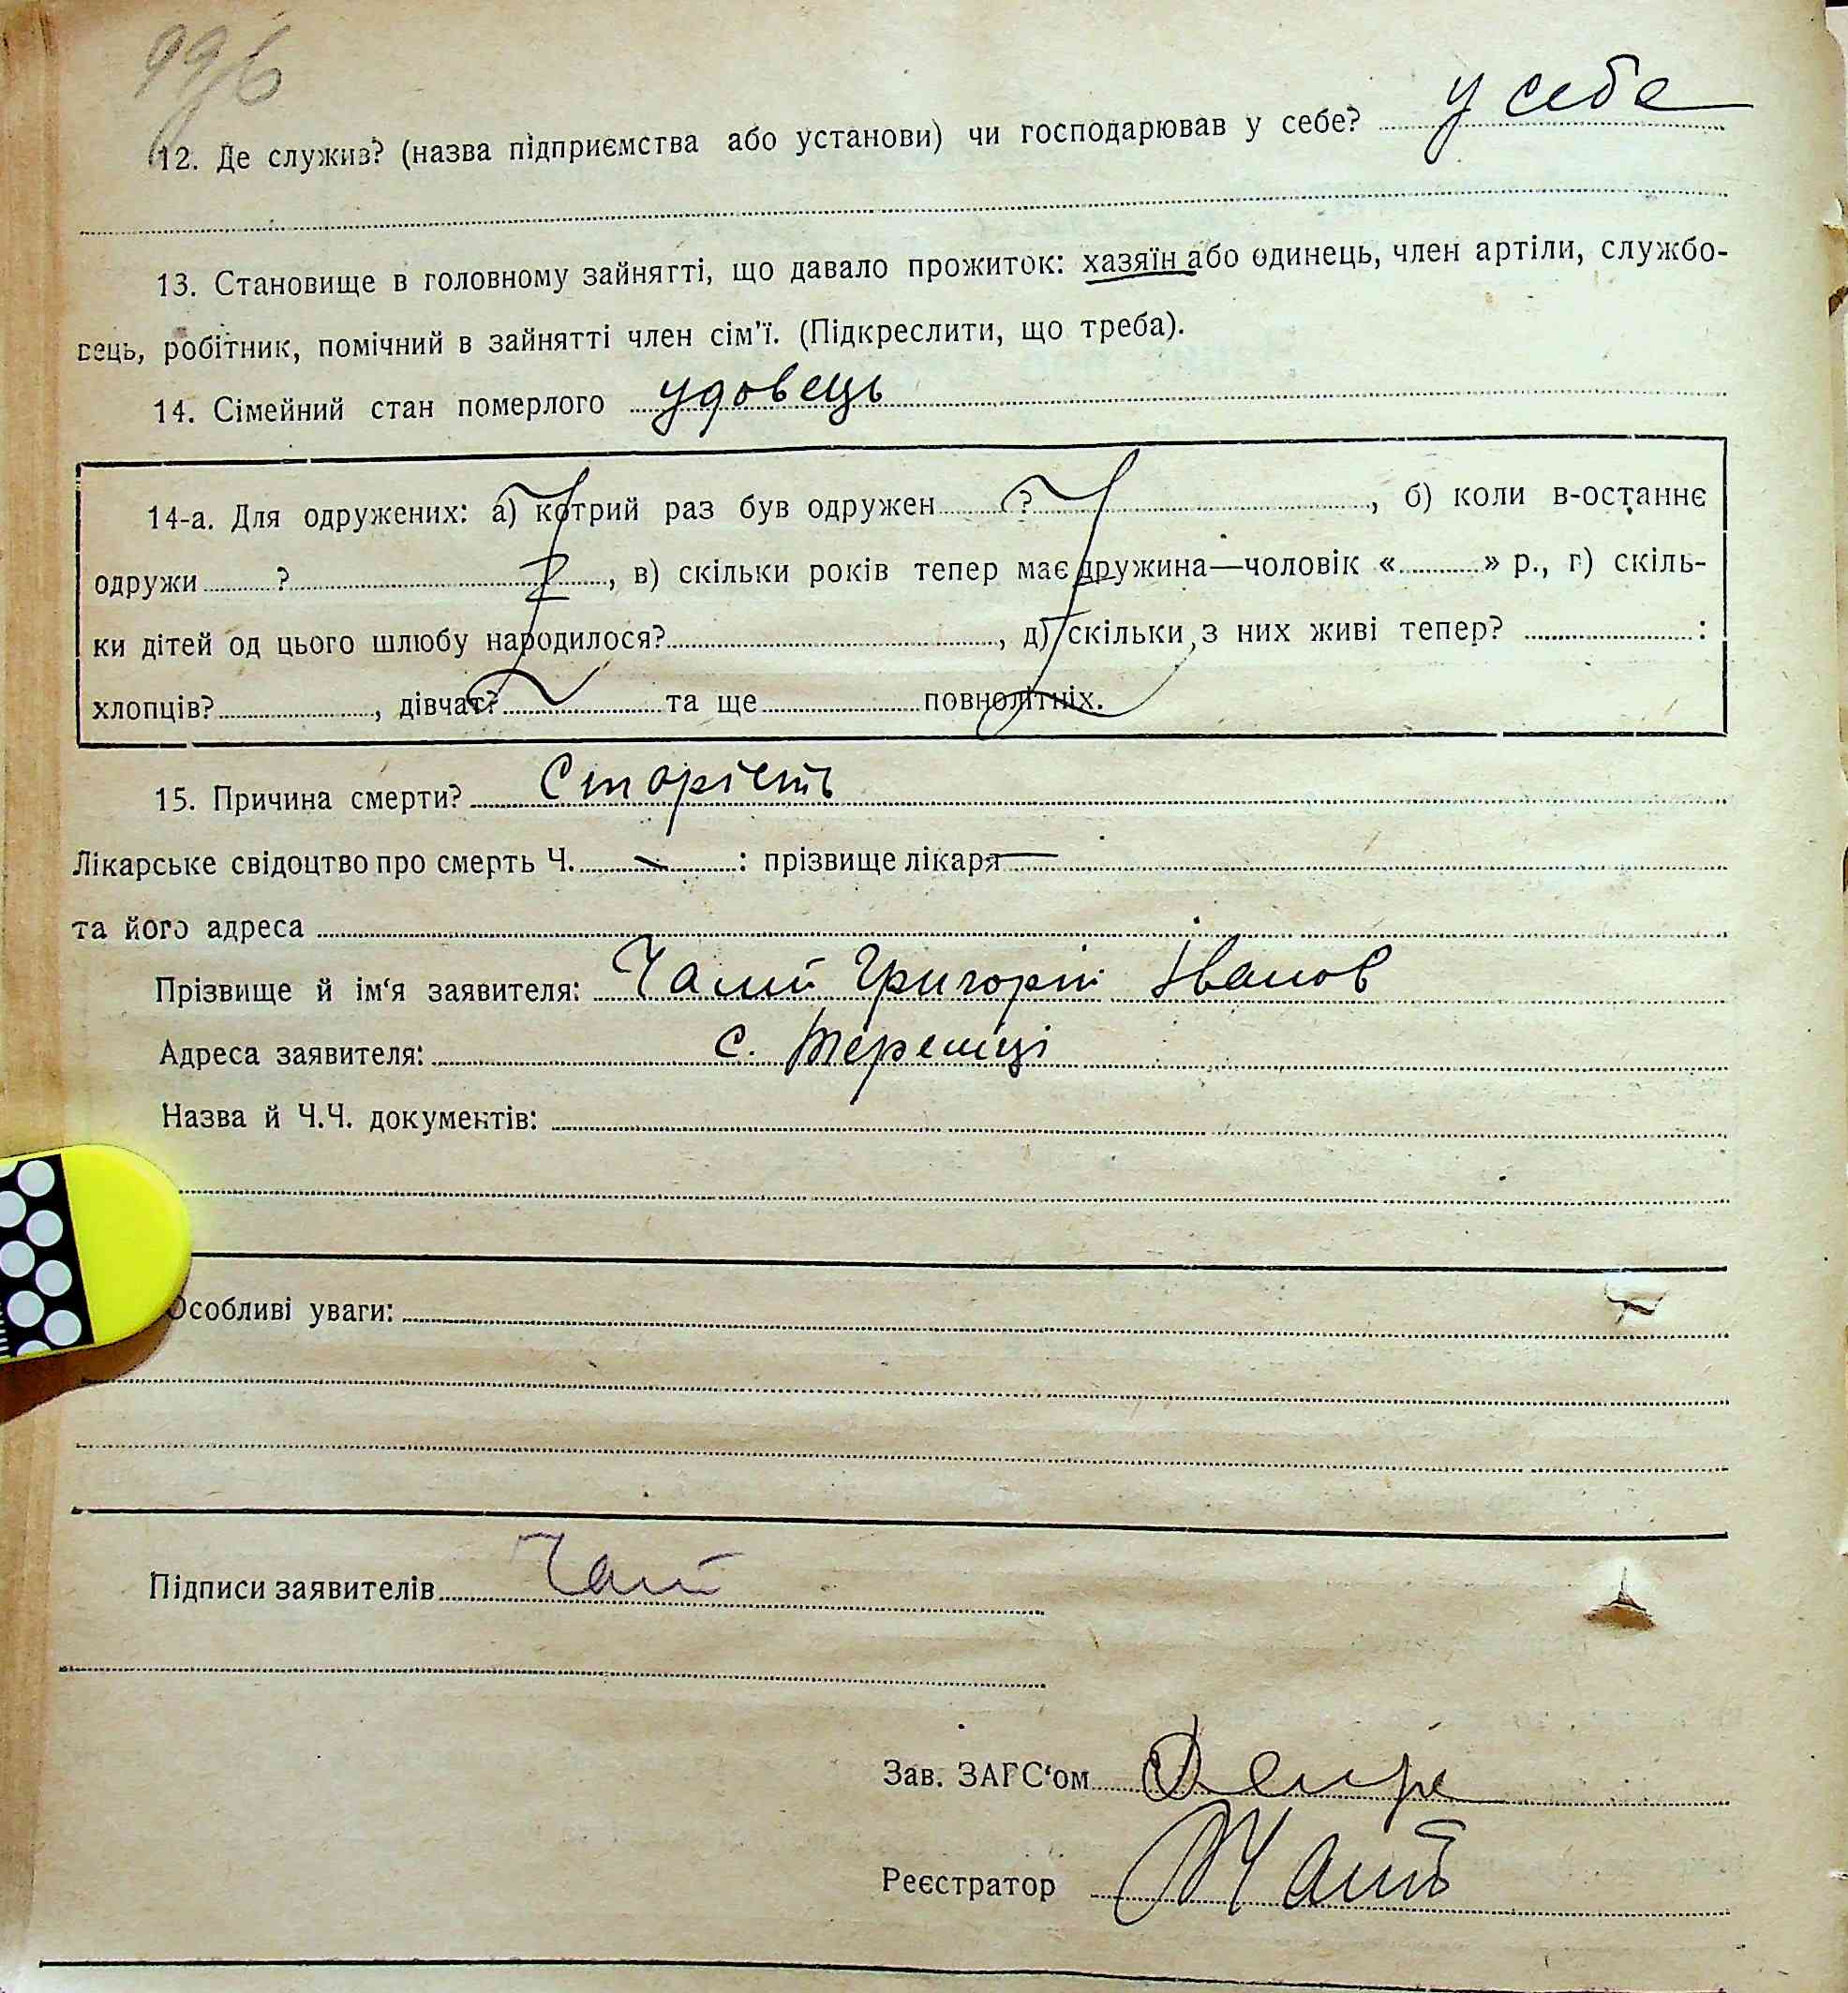 996
у себе
12. Де служив? (назва підприємства або установи) чи господарював у себе?
13. Становище в головному зайнятті, що давало прожиток: хазяїн або одинець, член артіли, службо-
вець, робітник, помічний в зайнятті член сім'ї. (Підкреслити, що треба).
14. Сімейний стан померлого удовець
14-а. Для одружених: а) котрий раз був одружен ?, б) коли в-останнє
одружи ?, в) скільки років тепер має дружина—чоловік « » р., г) скіль-
ки дітей од цього шлюбу народилося?, д) скільки з них живі тепер? :
хлопців?, дівчат? та ще повнолітніх.
15. Причина смерти? Старість
Лікарське свідоцтво про смерть Ч. — : прізвище лікаря —
та його адреса
Прізвище й ім'я заявителя: Чалий Григорій Іванов
Адреса заявителя: с.
Назва й Ч.Ч. документів:
Особливі уваги:
Підписи заявителів Чалий
Зав. ЗАГС'ом
Реєстратор